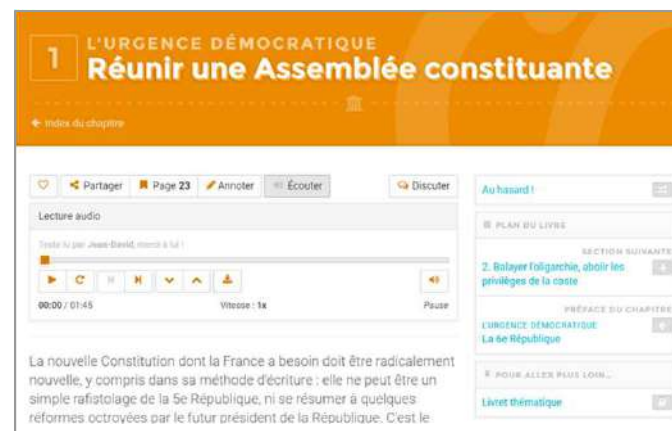 1
L'URGENCE DÉMOCRATIQUE
Réunir une Assemblée constituante
Index du chapitre
Partager Page 23 Annoter Écouter Discuter
Lecture audio
Texte lu par Jean-David, merci à lui !
00:00 / 01:45 Vitesse : 1x Pause
La nouvelle Constitution dont la France a besoin doit être radicalement
nouvelle, y compris dans sa méthode d'écriture : elle ne peut être un
simple rafistolage de la 5e République, ni se résumer à quelques
réformes octroyées par le futur président de la République. C'est le
Au hasard !
PLAN DU LIVRE
SECTION SUIVANTE
2. Balayer l'oligarchie, abolir les
privilèges de la caste
PRÉFACE DU CHAPITRE
L'URGENCE DÉMOCRATIQUE
La 6e République
POUR ALLER PLUS LOIN...
Livret thématique